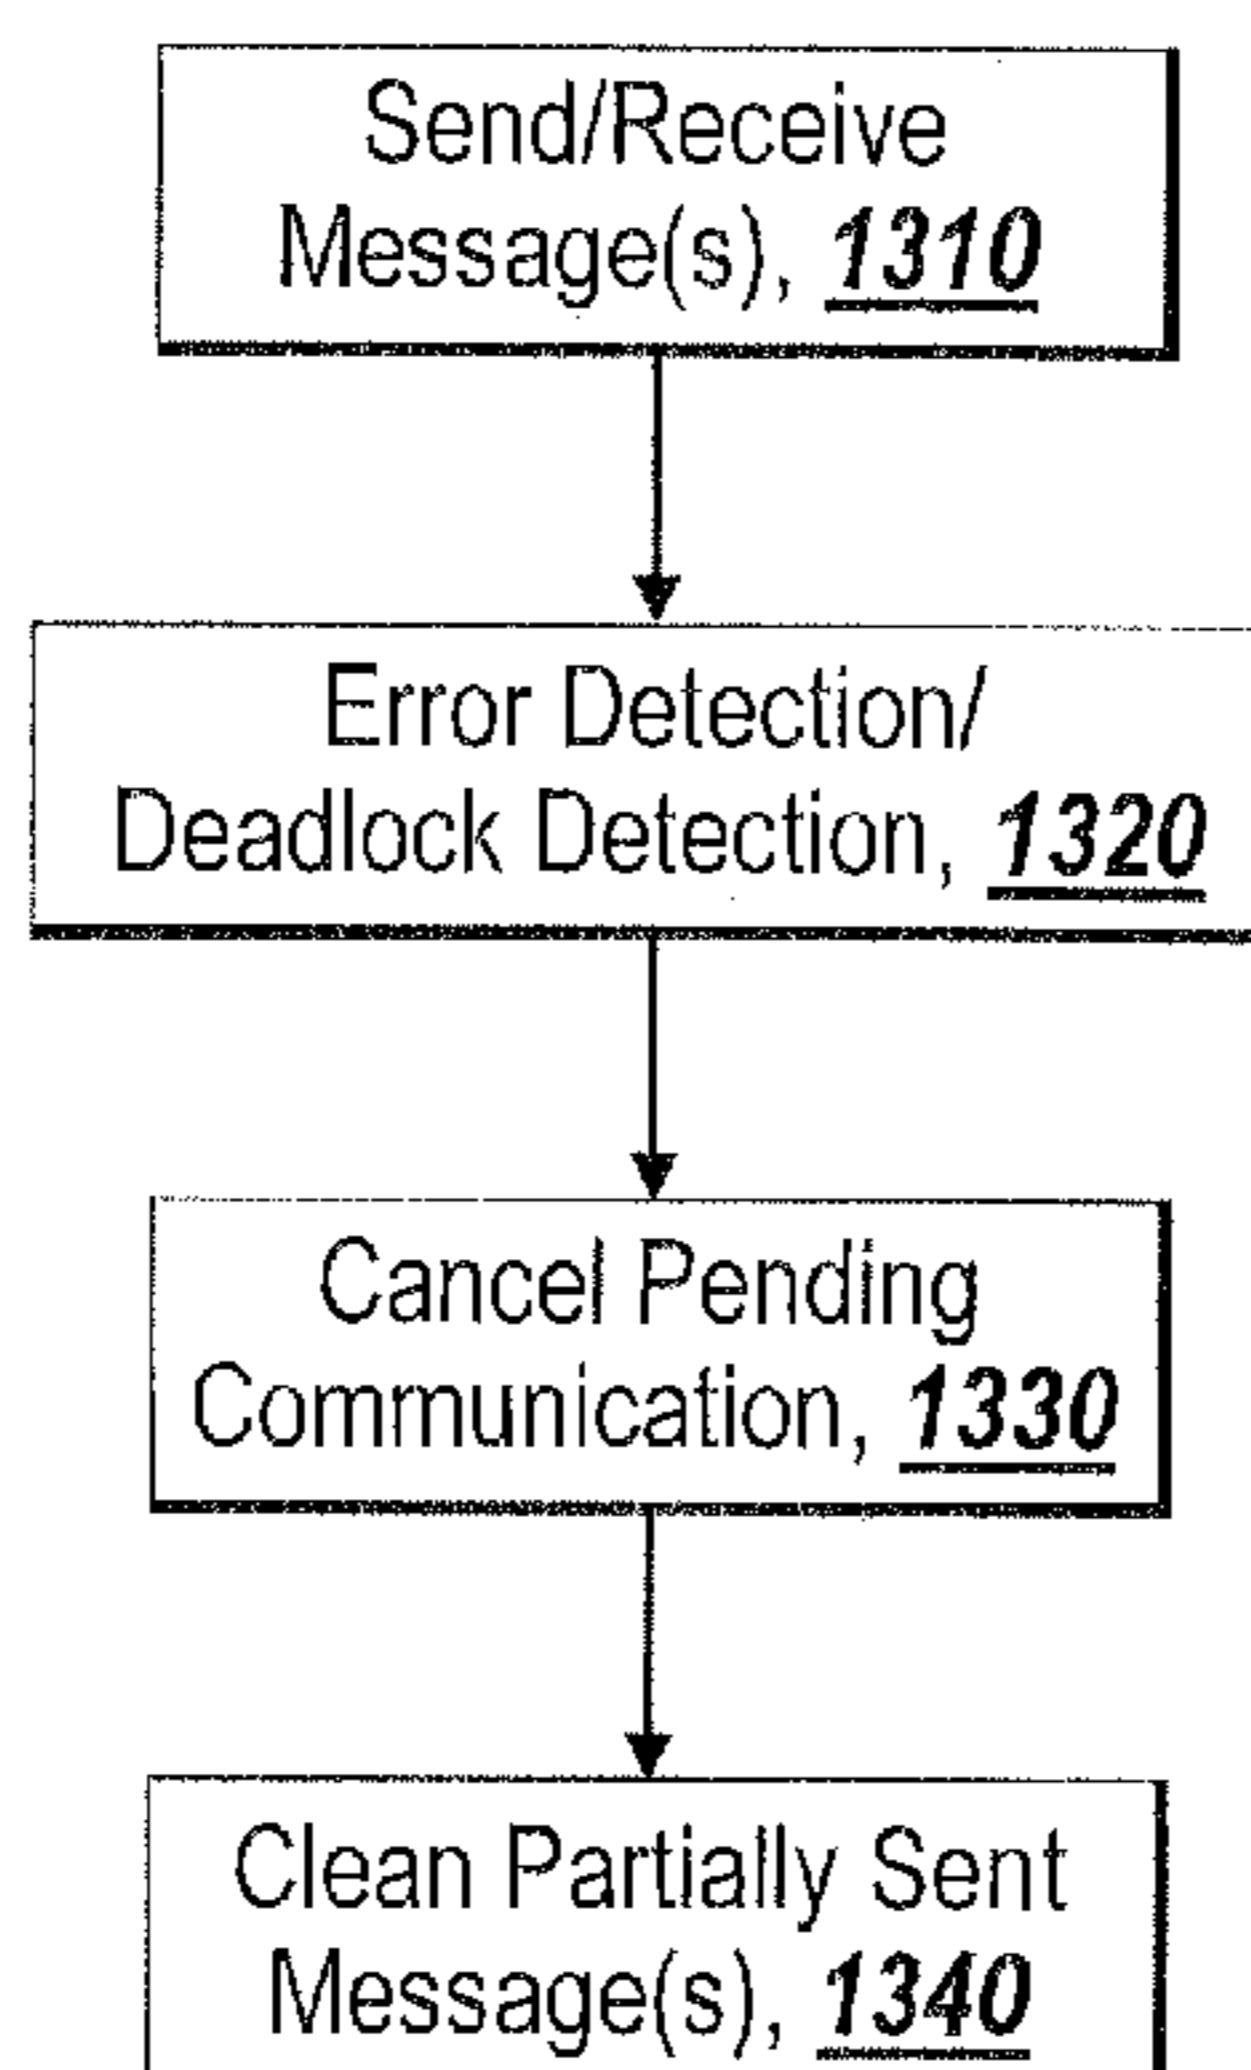 Send/Receive
Message(s), 1310
Error Detection/
Deadlock Detection, 1320
Cancel Pending
Communication, 1330
Clean Partially Sent
Message(s), 1340